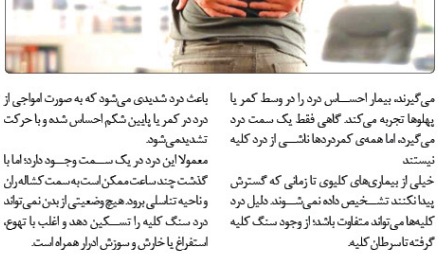 می‌گیرند، بیمار احساس درد را در وسط کمر یا
پهلوها تجربه می‌کند. گاهی فقط یک سمت درد
می‌گیرد، اما همه‌ی کمردردها ناشی از درد کلیه
نیستند
خیلی از بیماری‌های کلیوی تا زمانی که گسترش
پیدا نکنند تشخیص داده نمی‌شوند. دلیل درد
کلیه‌ها می‌تواند متفاوت باشد؛ از وجود سنگ کلیه
گرفته تا سرطان کلیه.
باعث درد شدیدی می‌شود که به صورت امواجی از
درد در کمر یا پایین شکم احساس شده و با حرکت
تشدیدمی‌شود.
معمولا این درد در یک سمت وجود دارد؛ اما با
گذشت چند ساعت ممکن است به سمت کشاله ران
و ناحیه تناسلی برود. هیچ وضعیتی از بدن نمی‌تواند
درد سنگ کلیه را تسکین دهد و اغلب با تهوع،
استفراغ یا خارش و سوزش ادرار همراه است.